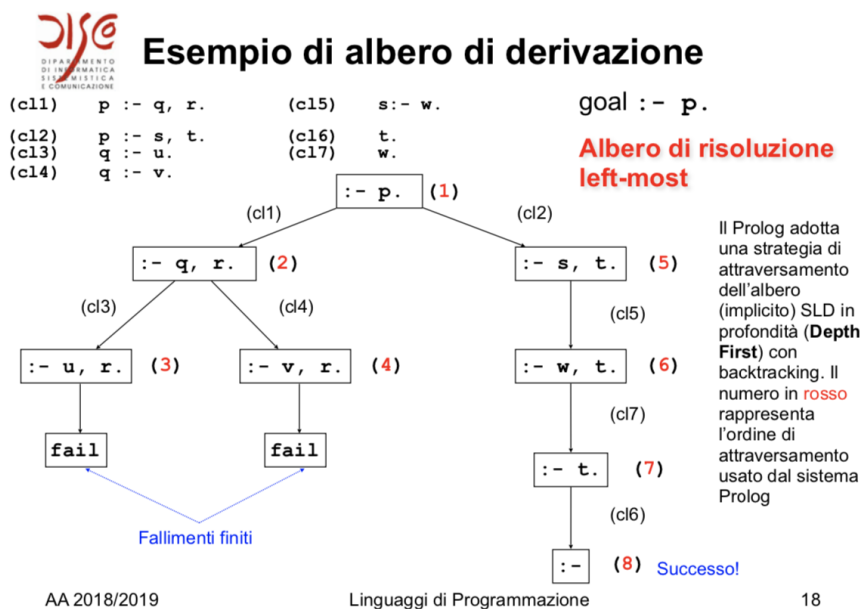 DISCo
DIPARTIMENTO
DI INFORMATICA
SISTEMISTICA
E COMUNICAZIONE
Esempio di albero di derivazione
(cl1) p :- q, r.
(cl2) p :- s, t.
(cl3) q :- u.
(cl4) q :- v.
(cl5) s:- w.
(cl6) t.
(cl7) w.
goal :- p.
Albero di risoluzione
left-most
:- p. (1)
(cl1) (cl2)
:- q, r. (2)
:- s, t. (5)
(cl3) (cl4)
(cl5)
:- u, r. (3)
:- v, r. (4)
:- w, t. (6)
(cl7)
fail
fail
:- t. (7)
(cl6)
Fallimenti finiti
:- (8) Successo!
Il Prolog adotta
una strategia di
attraversamento
dell'albero
(implicito) SLD in
profondità (Depth
First) con
backtracking. Il
numero in rosso
rappresenta
l'ordine di
attraversamento
usato dal sistema
Prolog
AA 2018/2019 Linguaggi di Programmazione 18